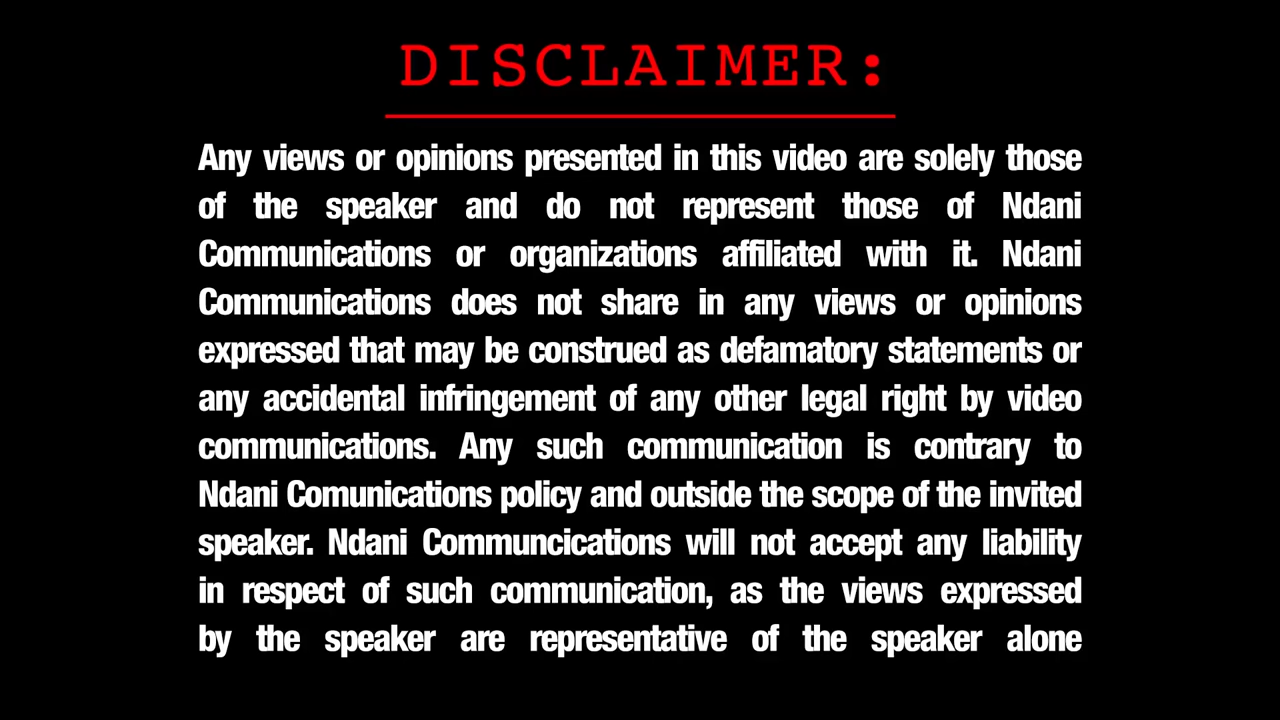 DISCLAIMER:
Any views or opinions presented in this video are solely those
of the speaker and do not represent those of Ndani
Communications or organizations affiliated with it. Ndani
Communications does not share in any views or opinions
expressed that may be construed as defamatory statements or
any accidental infringement of any other legal right by video
communications. Any such communication is contrary to
Ndani Comunications policy and outside the scope of the invited
speaker. Ndani Communcications will not accept any liability
in respect of such communication, as the views expressed
by the speaker are representative of the speaker alone